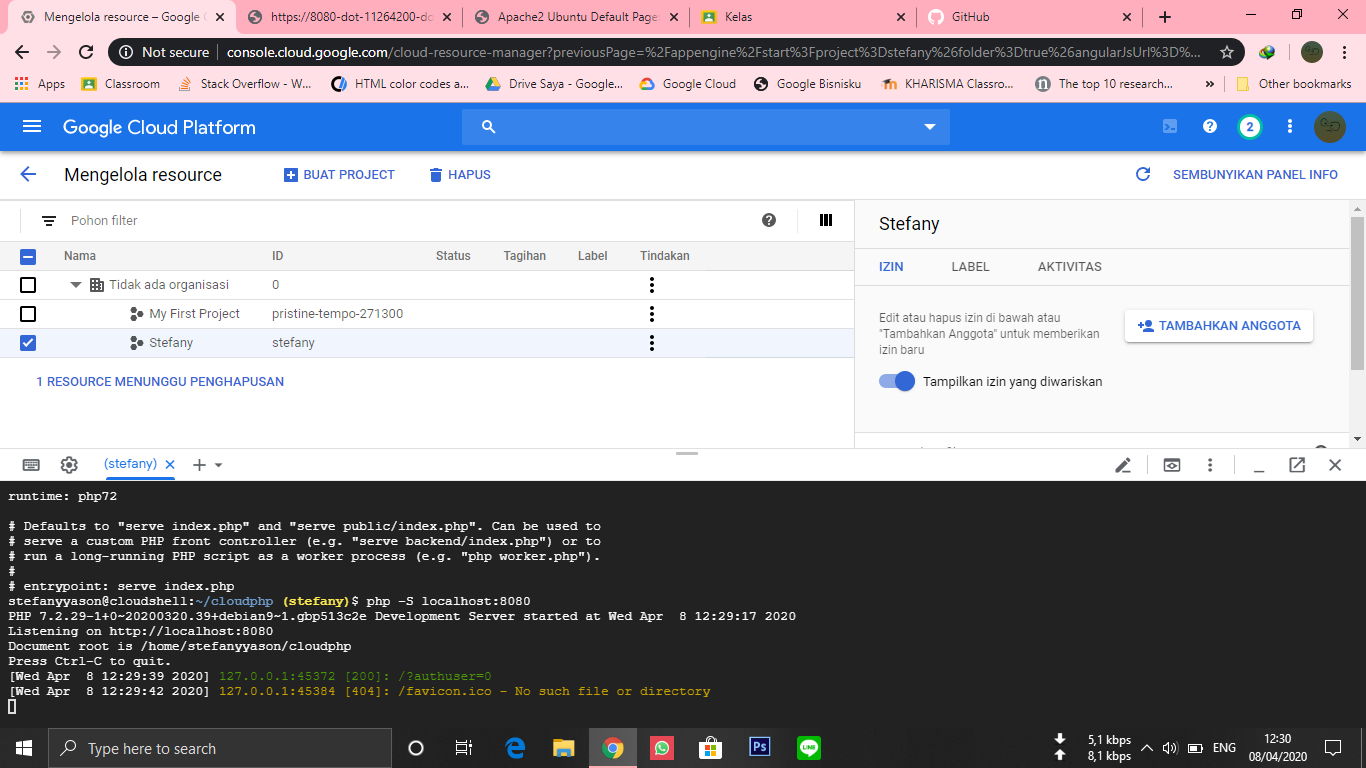 Mengelola resource – Google C
https://8080-dot-11264200-do
Apache2 Ubuntu Default Page
Kelas
GitHub
Not secure
console.cloud.google.com/cloud-resource-manager?previousPage=%2Fappengine%2Fstart%3Fproject%3Dstefany%26folder%3Dtrue%26angularJsUrl%3D%...
Apps
Classroom
Stack Overflow - W...
HTML color codes a...
Drive Saya - Google...
Google Cloud
Google Bisnisku
KHARISMA Classro...
The top 10 research...
»
Other bookmarks
Google Cloud Platform
2
Mengelola resource
BUAT PROJECT
HAPUS
SEMBUNYIKAN PANEL INFO
Pohon filter
Nama ID Status Tagihan Label Tindakan
Tidak ada organisasi 0
My First Project pristine-tempo-271300
Stefany stefany
1 RESOURCE MENUNGGU PENGHAPUSAN
Stefany
IZIN LABEL AKTIVITAS
Edit atau hapus izin di bawah atau
"Tambahkan Anggota" untuk memberikan
izin baru
TAMBAHKAN ANGGOTA
Tampilkan izin yang diwariskan
(stefany)
runtime: php72
# Defaults to "serve index.php" and "serve public/index.php". Can be used to
# serve a custom PHP front controller (e.g. "serve backend/index.php") or to
# run a long-running PHP script as a worker process (e.g. "php worker.php").
#
# entrypoint: serve index.php
stefanyyason@cloudshell:~/cloudphp (stefany)$ php -S localhost:8080
PHP 7.2.29-1+0~20200320.39+debian9~1.gbp513c2e Development Server started at Wed Apr  8 12:29:17 2020
Listening on http://localhost:8080
Document root is /home/stefanyyason/cloudphp
Press Ctrl-C to quit.
[Wed Apr  8 12:29:39 2020] 127.0.0.1:45372 [200]: /?authuser=0
[Wed Apr  8 12:29:42 2020] 127.0.0.1:45384 [404]: /favicon.ico - No such file or directory
Type here to search
Ps
LINE
5,1 kbps
8,1 kbps
ENG
12:30
08/04/2020